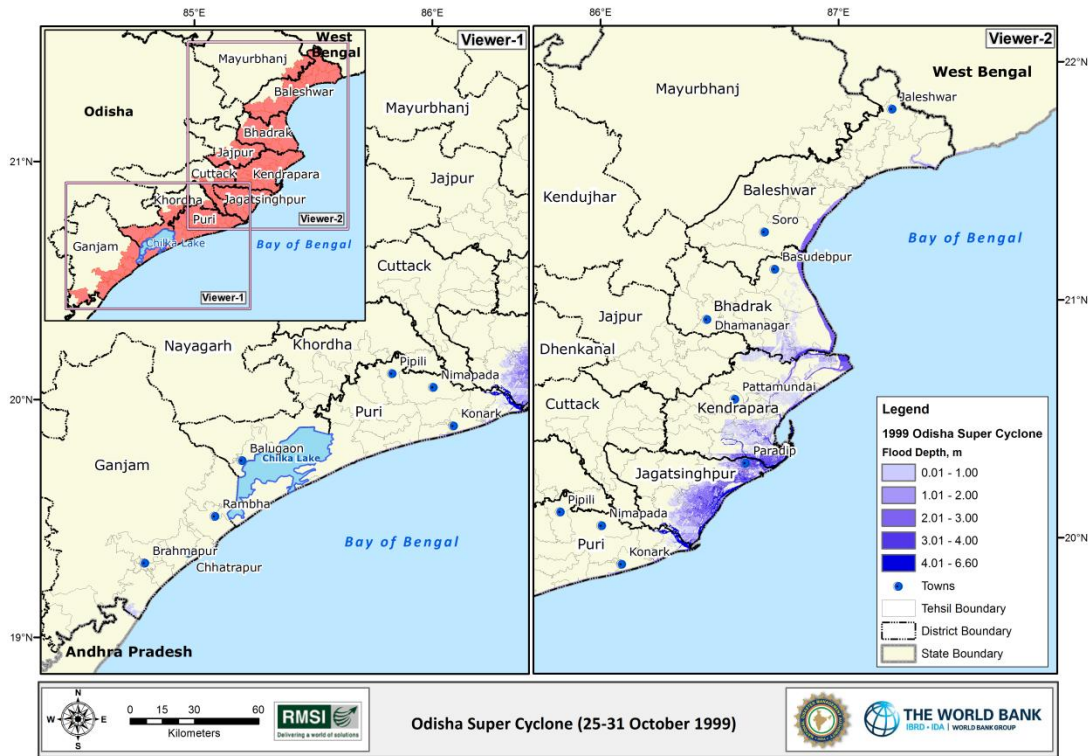 85°E
86°E
86°E
87°E
Viewer-1
Viewer-2
West
Bengal
Mayurbhanj
Baleshwar
Odisha
Bhadrak
Jajpur
Cuttack
Kendrapara
Khordha
Jagatsinghpur
Puri
Viewer-2
Ganjam
Chilka Lake
Bay of Bengal
Viewer-1
21°N
20°N
19°N
Mayurbhanj
Jajpur
Cuttack
Nayagarh
Khordha
Pipili
Nimapada
Puri
Konark
Balugaon
Chilka Lake
Ganjam
Rambha
Brahmapur
Chhatrapur
Bay of Bengal
Andhra Pradesh
22°N
21°N
20°N
West Bengal
Jaleshwar
Mayurbhanj
Kendujhar
Baleshwar
Soro
Bay of Bengal
Basudebpur
Bhadrak
Dhamanagar
Jajpur
Dhenkanal
Pattamundai
Kendrapara
Cuttack
Paradip
Jagatsinghpur
Pipili
Nimapada
Puri
Konark
Legend
1999 Odisha Super Cyclone
Flood Depth, m
0.01 - 1.00
1.01 - 2.00
2.01 - 3.00
3.01 - 4.00
4.01 - 6.60
Towns
Tehsil Boundary
District Boundary
State Boundary
N
W E
S
0 15 30 60
Kilometers
RMSI
Delivering a world of solutions
Odisha Super Cyclone (25-31 October 1999)
THE WORLD BANK
IBRD • IDA | WORLD BANK GROUP